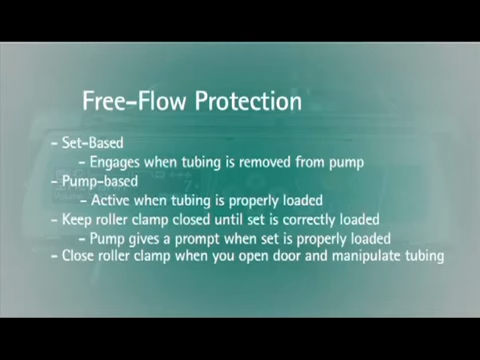 Free-Flow Protection
- Set-Based
- Engages when tubing is removed from pump
- Pump-based
- Active when tubing is properly loaded
- Keep roller clamp closed until set is correctly loaded
- Pump gives a prompt when set is properly loaded
- Close roller clamp when you open door and manipulate tubing